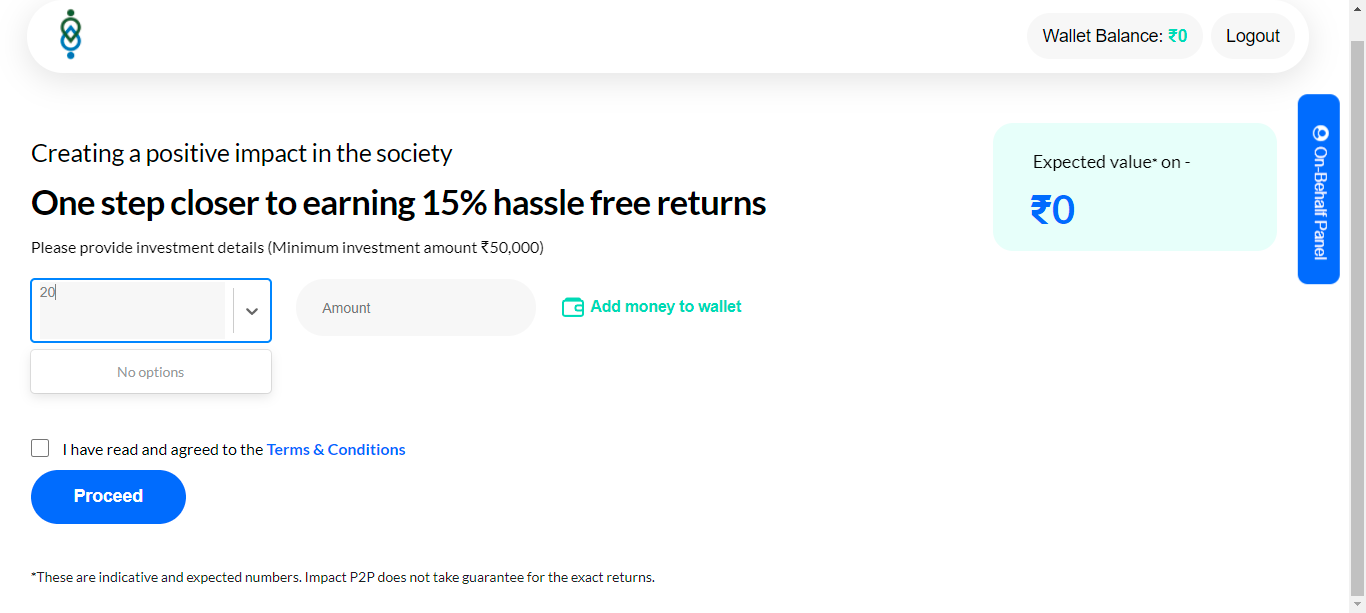 Wallet Balance: ₹0
Logout
Creating a positive impact in the society
Expected value* on -
₹0
One step closer to earning 15% hassle free returns
Please provide investment details (Minimum investment amount ₹50,000)
On-Behalf Panel
20
Amount
Add money to wallet
No options
I have read and agreed to the Terms & Conditions
Proceed
*These are indicative and expected numbers. Impact P2P does not take guarantee for the exact returns.